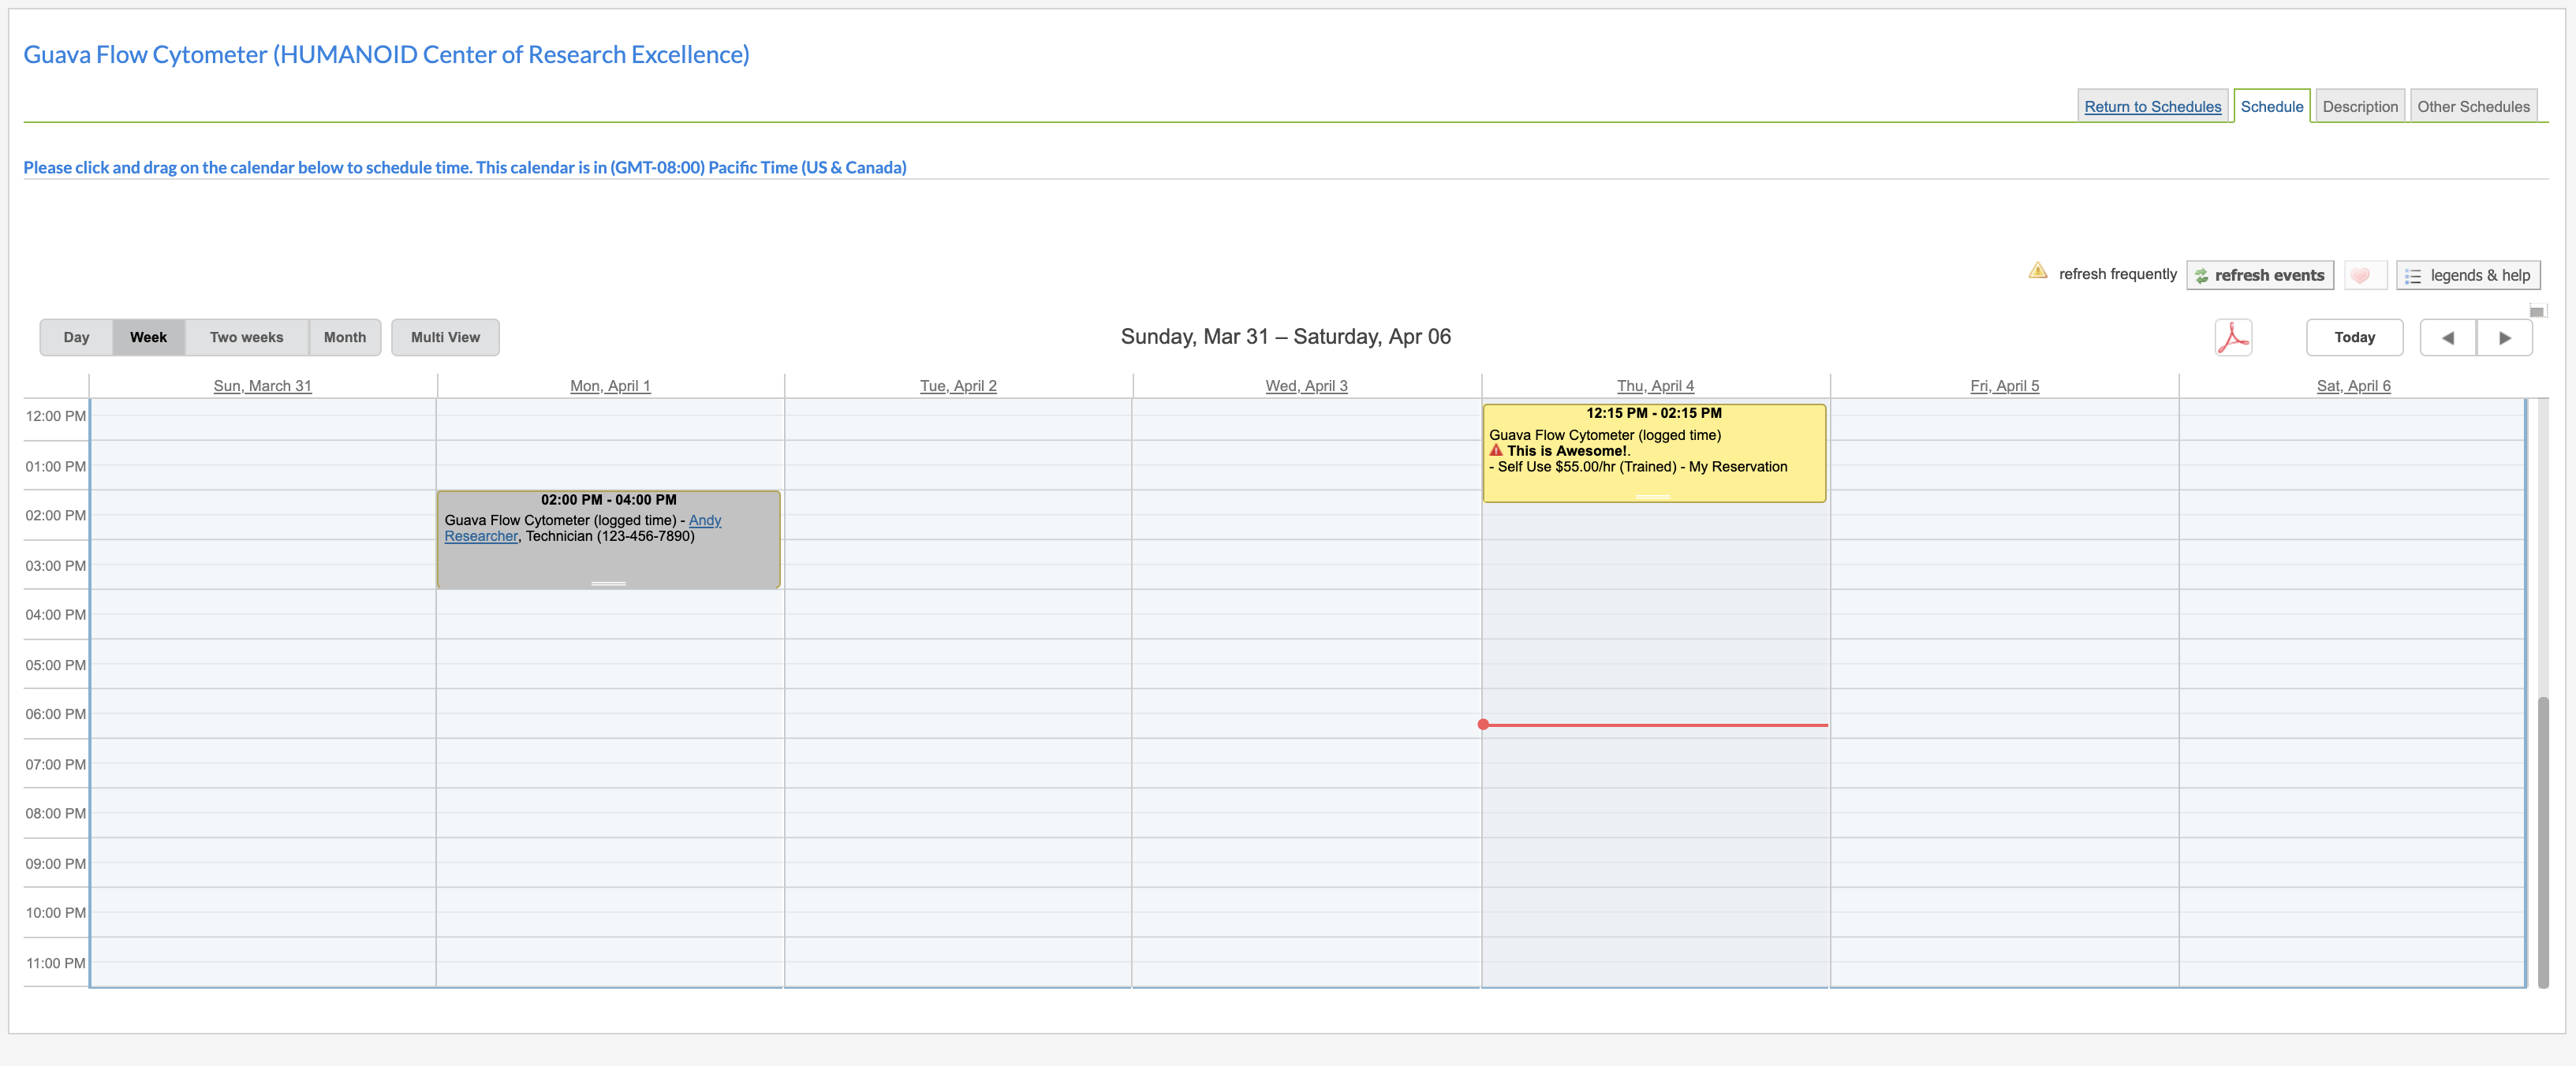 Guava Flow Cytometer (HUMANOID Center of Research Excellence)
Return to Schedules
Schedule
Description
Other Schedules
Please click and drag on the calendar below to schedule time. This calendar is in (GMT-08:00) Pacific Time (US & Canada)
refresh frequently
refresh events
legends & help
Day
Week
Two weeks
Month
Multi View
Sunday, Mar 31 – Saturday, Apr 06
Today
Sun, March 31
Mon, April 1
Tue, April 2
Wed, April 3
Thu, April 4
Fri, April 5
Sat, April 6
12:00 PM
01:00 PM
02:00 PM
03:00 PM
04:00 PM
05:00 PM
06:00 PM
07:00 PM
08:00 PM
09:00 PM
10:00 PM
11:00 PM
02:00 PM - 04:00 PM
Guava Flow Cytometer (logged time) - Andy
Researcher, Technician (123-456-7890)
12:15 PM - 02:15 PM
Guava Flow Cytometer (logged time)
This is Awesome!.
- Self Use $55.00/hr (Trained) - My Reservation